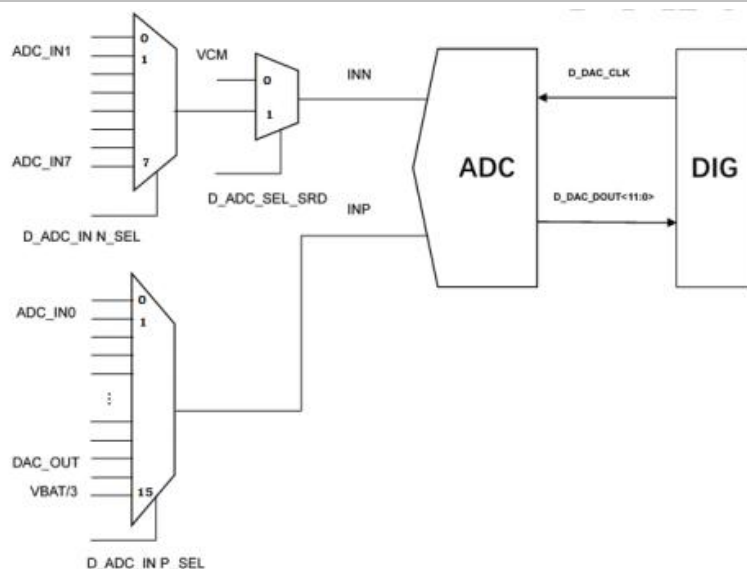 ADC_IN1
0
1
ADC_IN7
7
D_ADC_IN N_SEL
VCM
0
1
D_ADC_SEL_SRD
INN
INP
ADC
D_DAC_CLK
D_DAC_DOUT<11:0>
DIG
ADC_IN0
0
1
...
DAC_OUT
VBAT/3
15
D_ADC_IN P_SEL